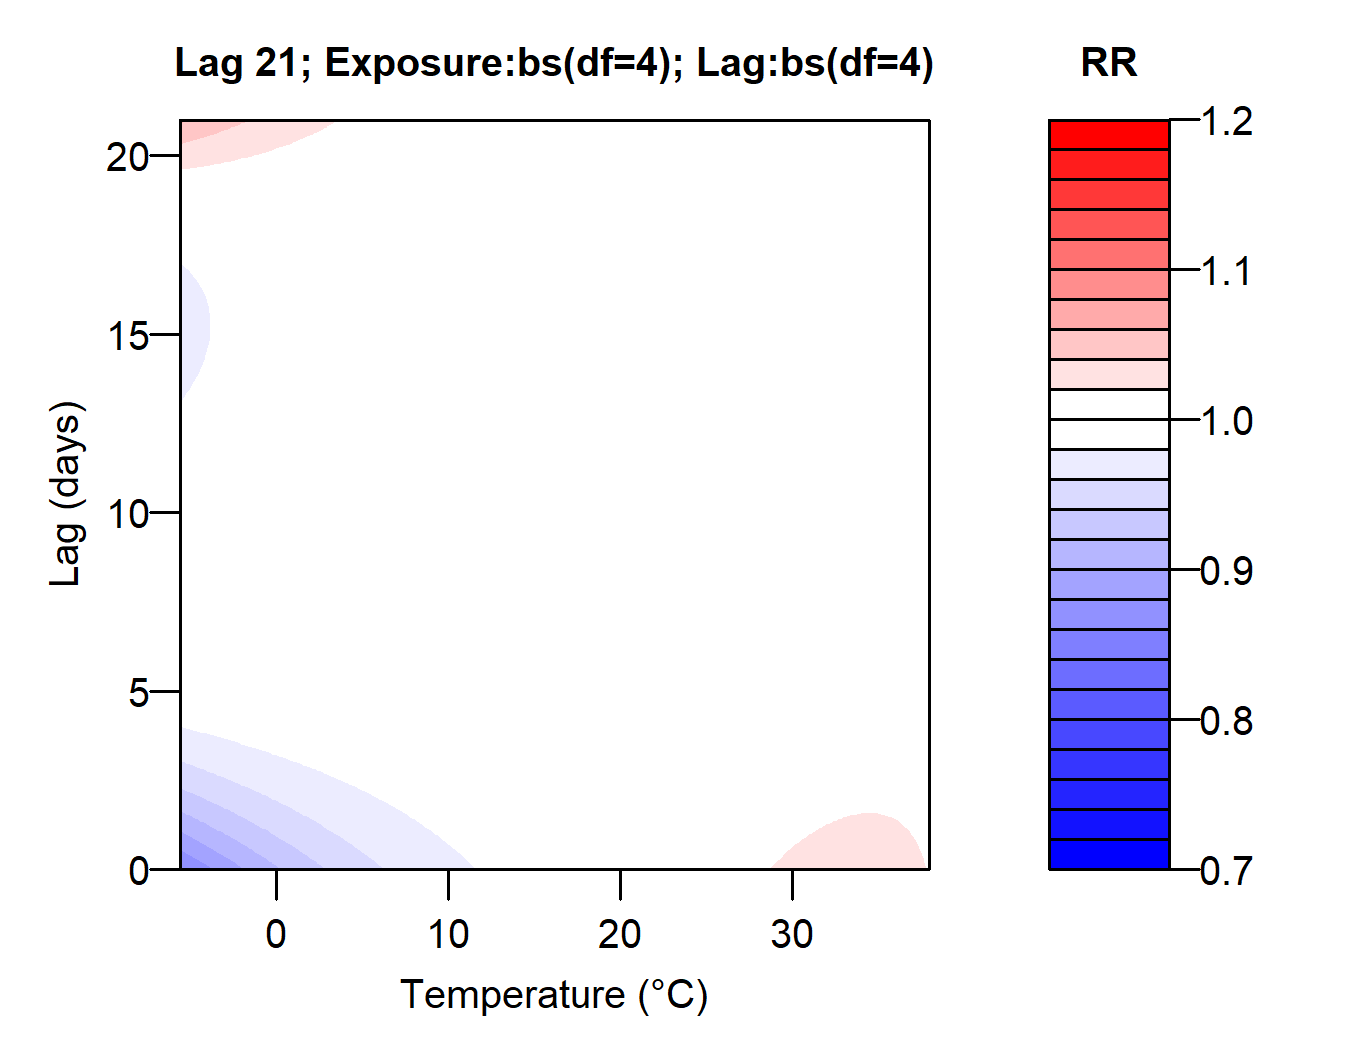 Lag 21; Exposure:bs(df=4); Lag:bs(df=4)
RR
20
15
10
5
0
Lag (days)
0 10 20 30
Temperature (°C)
1.2
1.1
1.0
0.9
0.8
0.7